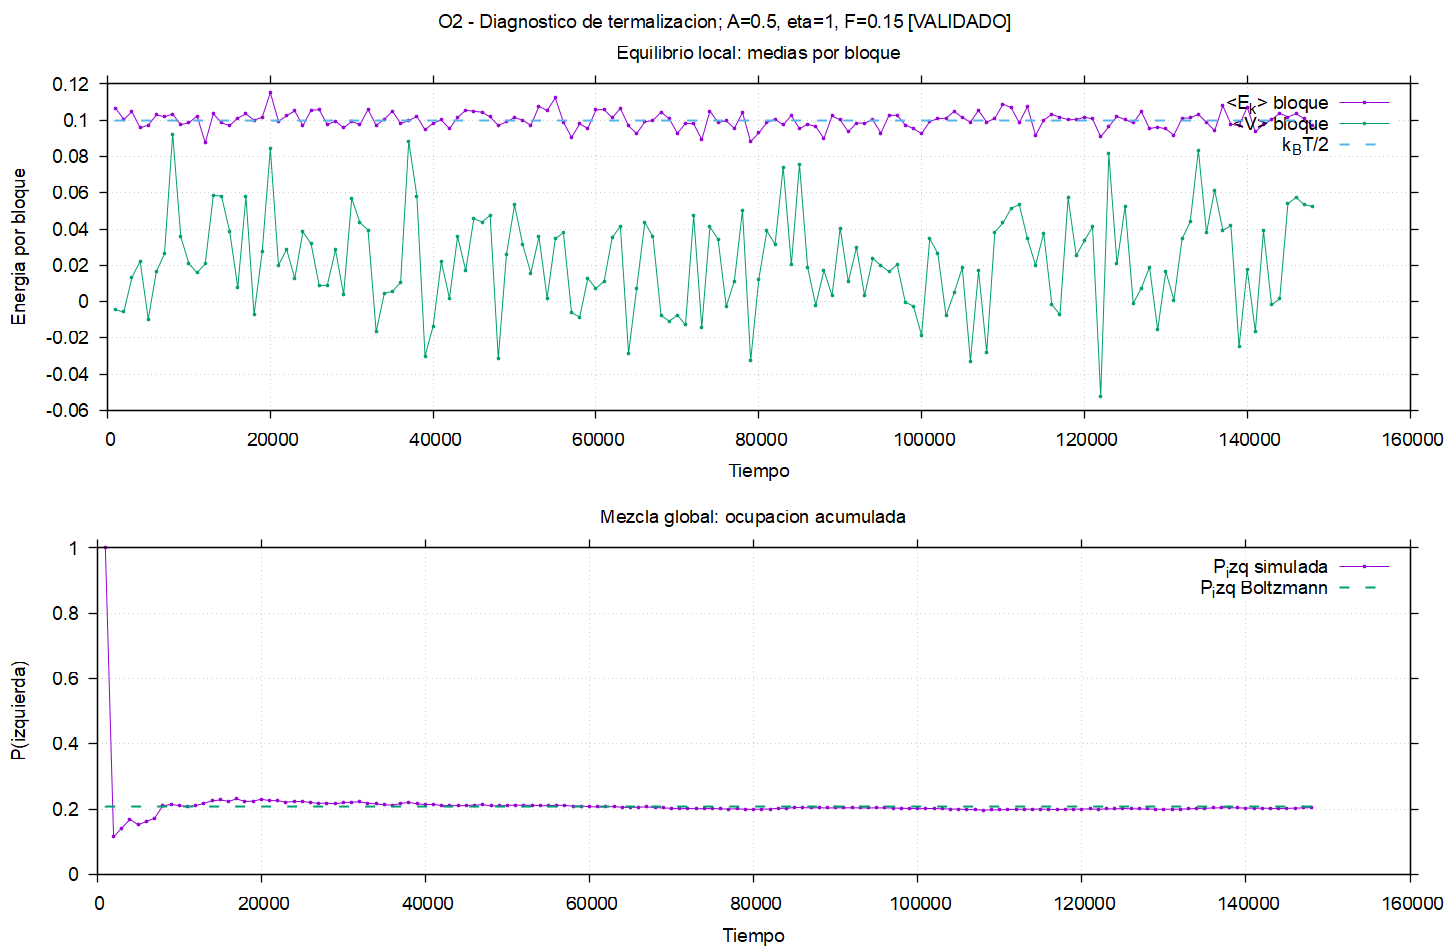 O2 - Diagnostico de termalizacion; A=0.5, eta=1, F=0.15 [VALIDADO]
Equilibrio local: medias por bloque
0.12
0.1
0.08
0.06
0.04
0.02
0
-0.02
-0.04
-0.06
Energia por bloque
<Ek> bloque
<V> bloque
kBT/2
0 20000 40000 60000 80000 100000 120000 140000 160000
Tiempo
Mezcla global: ocupacion acumulada
1
0.8
0.6
0.4
0.2
0
P(izquierda)
Pizq simulada
Pizq Boltzmann
0 20000 40000 60000 80000 100000 120000 140000 160000
Tiempo